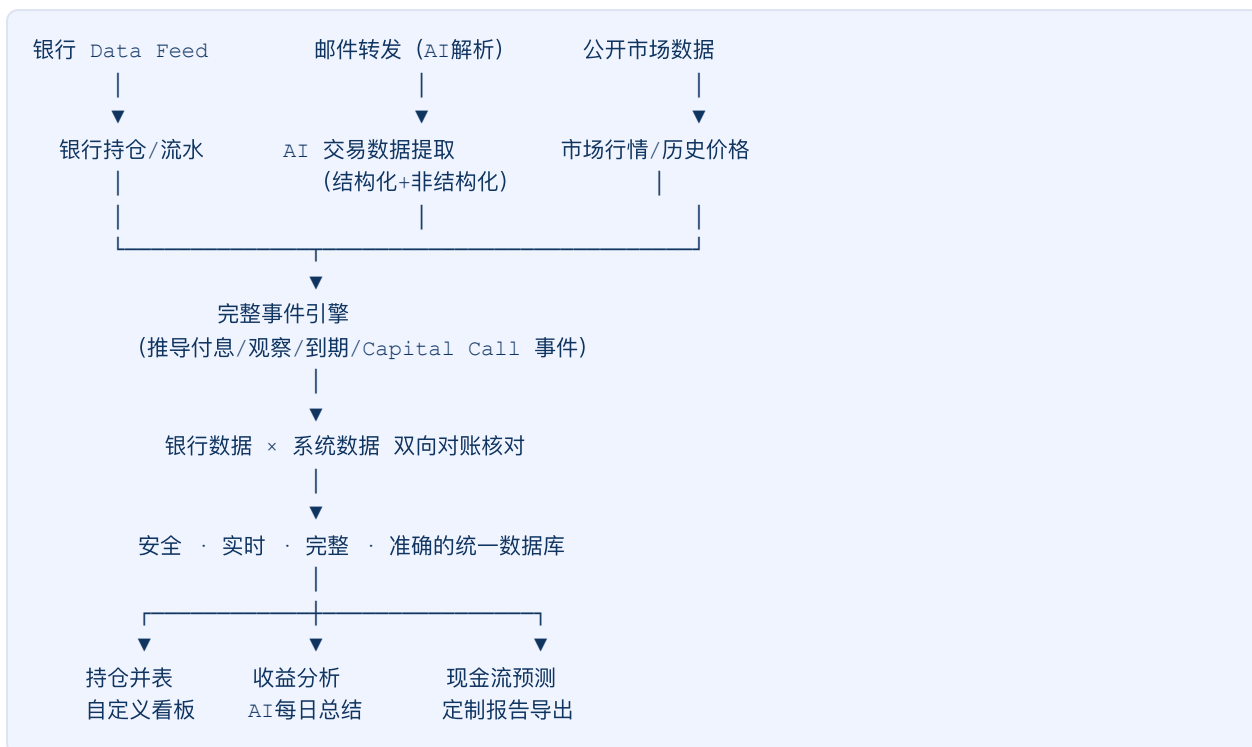 银行 Data Feed 邮件转发（AI解析） 公开市场数据
银行持仓/流水 AI 交易数据提取 市场行情/历史价格
（结构化+非结构化）
完整事件引擎
（推导付息/观察/到期/Capital Call 事件）
银行数据 × 系统数据 双向对账核对
安全 · 实时 · 完整 · 准确的统一数据库
持仓并表 收益分析 现金流预测
自定义看板 AI每日总结 定制报告导出